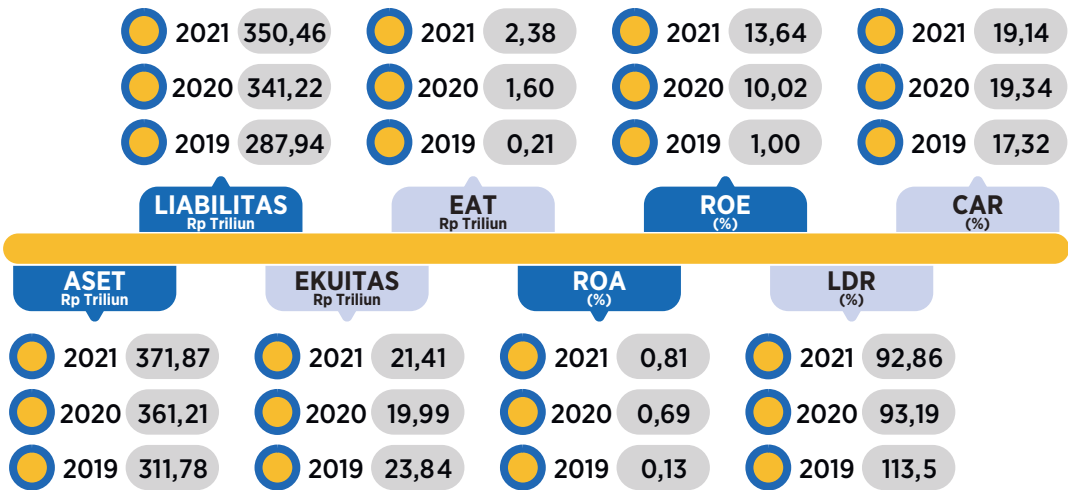 2021 350,46
2020 341,22
2019 287,94
LIABILITAS
Rp Triliun
2021 2,38
2020 1,60
2019 0,21
EAT
Rp Triliun
2021 13,64
2020 10,02
2019 1,00
ROE
(%)
2021 19,14
2020 19,34
2019 17,32
CAR
(%)
ASET
Rp Triliun
2021 371,87
2020 361,21
2019 311,78
EKUITAS
Rp Triliun
2021 21,41
2020 19,99
2019 23,84
ROA
(%)
2021 0,81
2020 0,69
2019 0,13
LDR
(%)
2021 92,86
2020 93,19
2019 113,5